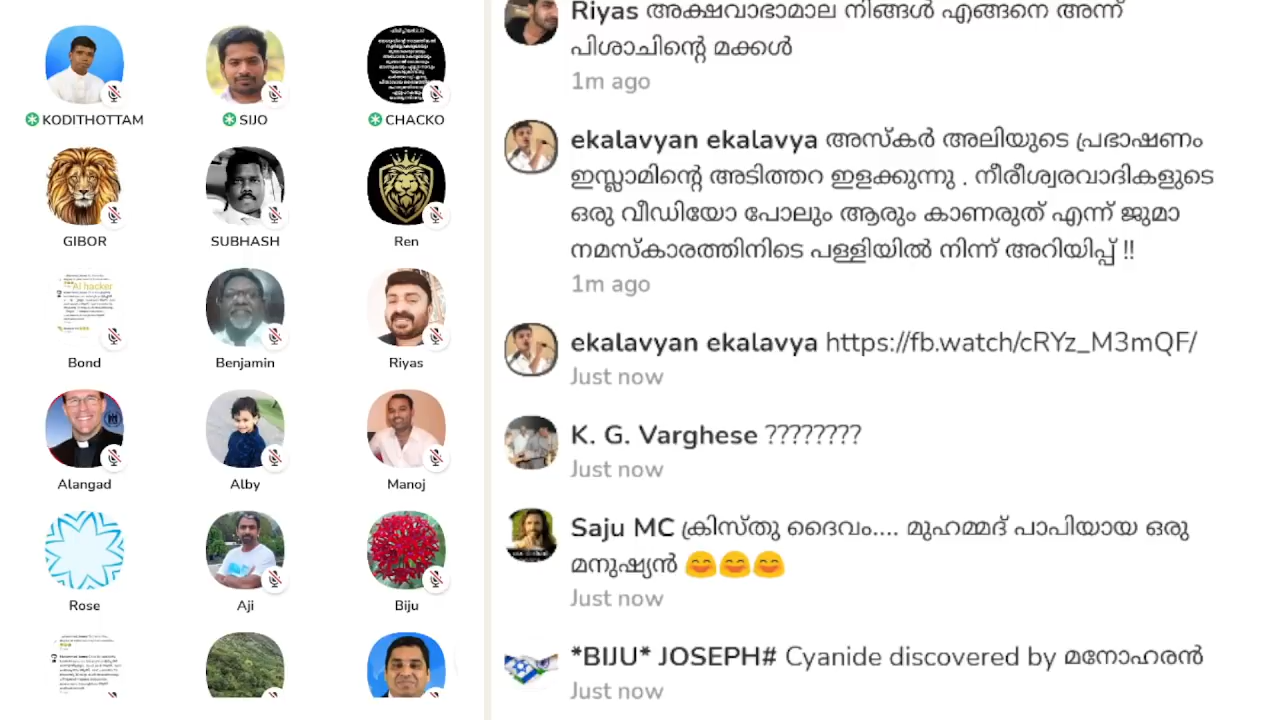 KODITHOTTAM
SIJO
CHACKO
GIBOR
SUBHASH
Ren
AI hacker
Bond
Benjamin
Riyas
Alangad
Alby
Manoj
Rose
Aji
Biju
Riyas അക്ഷവാഭാമാല നിങ്ങൾ എങ്ങനെ അന്ന്
പിശാചിന്റെ മക്കൾ
1m ago
ekalavyan ekalavya അസ്കർ അലിയുടെ പ്രഭാഷണം
ഇസ്ലാമിന്റെ അടിത്തറ ഇളക്കുന്നു . നീരീശ്വരവാദികളുടെ
ഒരു വീഡിയോ പോലും ആരും കാണരുത് എന്ന് ജുമാ
നമസ്കാരത്തിനിടെ പള്ളിയിൽ നിന്ന് അറിയിപ്പ് !!
1m ago
ekalavyan ekalavya https://fb.watch/cRYz_M3mQF/
Just now
K. G. Varghese ????????
Just now
Saju MC ക്രിസ്തു ദൈവം.... മുഹമ്മദ് പാപിയായ ഒരു
മനുഷ്യൻ 🤗🤗🤗
Just now
*BIJU* JOSEPH# Cyanide discovered by മനോഹരൻ
Just now